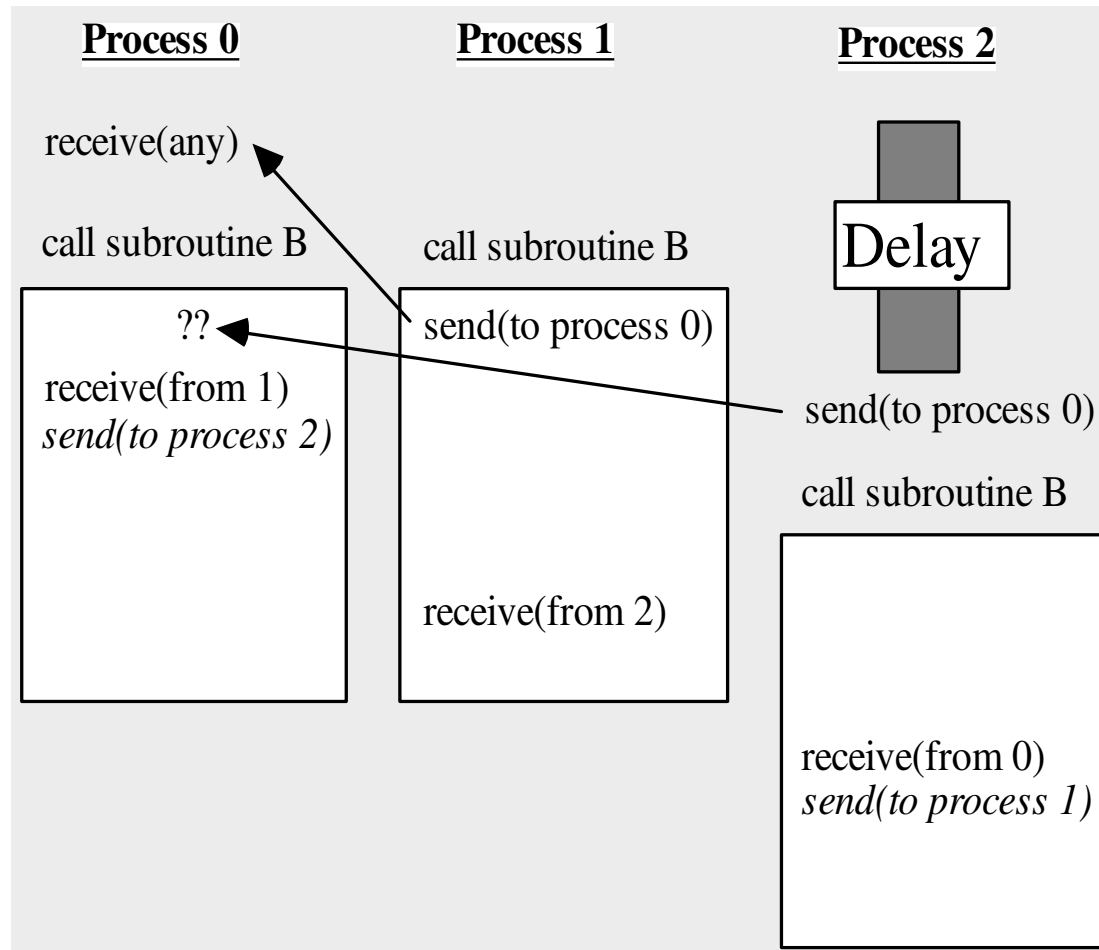 Process 0
Process 1
Process 2
receive(any)
call subroutine B
call subroutine B
Delay
??
send(to process 0)
receive(from 1)
send(to process 2)
send(to process 0)
call subroutine B
receive(from 2)
receive(from 0)
send(to process 1)